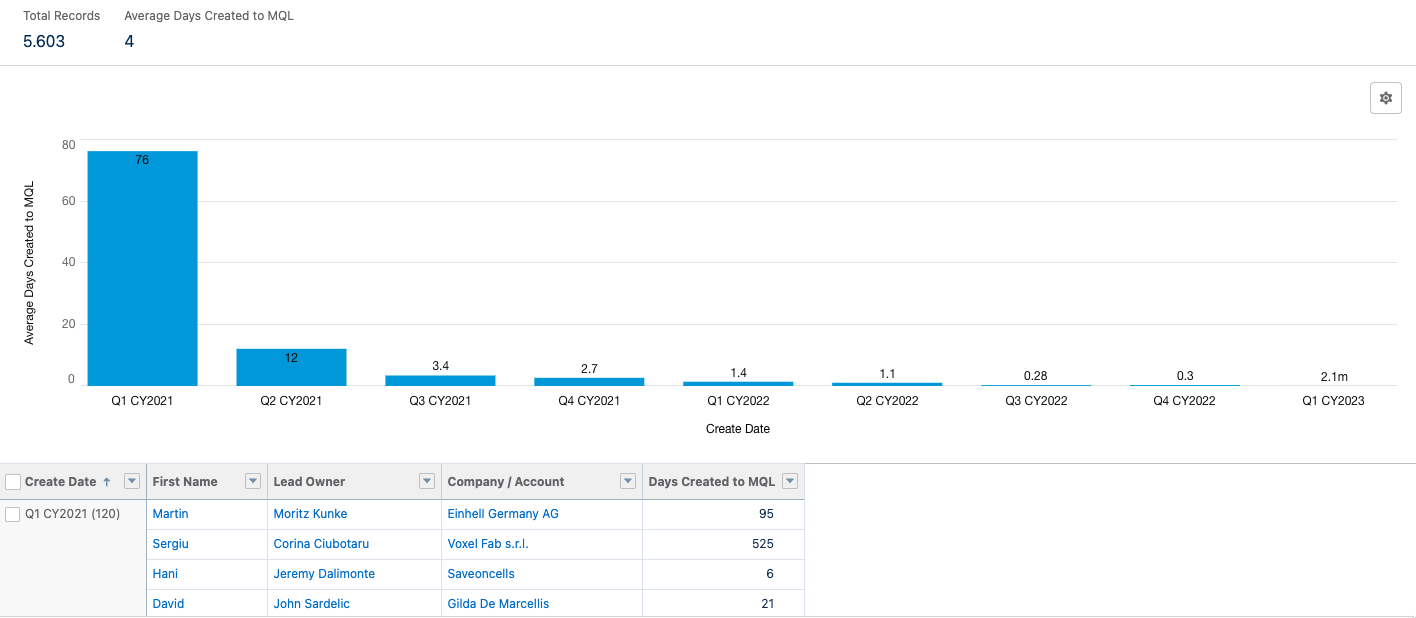 Total Records Average Days Created to MQL
5.603 4
80
60
40
20
0
Average Days Created to MQL
76 12 3.4 2.7 1.4 1.1 0.28 0.3 2.1m
Q1 CY2021 Q2 CY2021 Q3 CY2021 Q4 CY2021 Q1 CY2022 Q2 CY2022 Q3 CY2022 Q4 CY2022 Q1 CY2023
Create Date
Create Date ↑ First Name Lead Owner Company / Account Days Created to MQL
Q1 CY2021 (120) Martin Moritz Kunke Einhell Germany AG 95
Sergiu Corina Ciubotaru Voxel Fab s.r.l. 525
Hani Jeremy Dalimonte Saveoncells 6
David John Sardelic Gilda De Marcellis 21